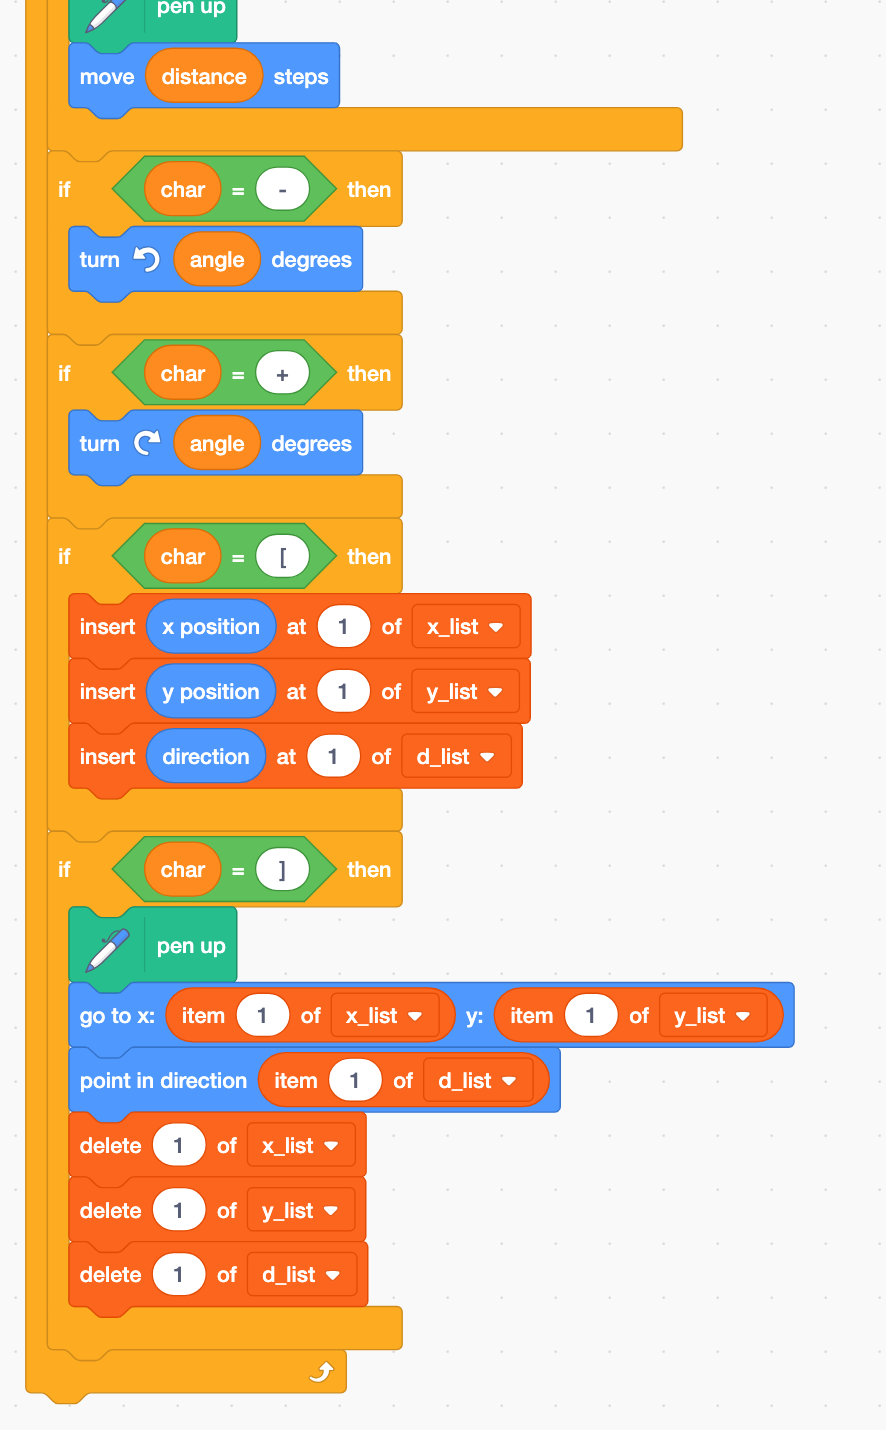 pen up
move distance steps
if char = - then
turn angle degrees
if char = + then
turn angle degrees
if char = [ then
insert x position at 1 of x_list
insert y position at 1 of y_list
insert direction at 1 of d_list
if char = ] then
pen up
go to x: item 1 of x_list y: item 1 of y_list
point in direction item 1 of d_list
delete 1 of x_list
delete 1 of y_list
delete 1 of d_list